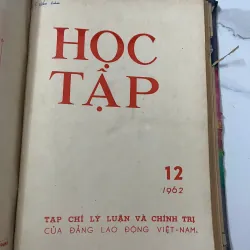 HỌC
TẬP
12
1962
TẠP CHÍ LÝ LUẬN VÀ CHÍNH TRỊ
CỦA ĐẢNG LAO ĐỘNG VIỆT-NAM.